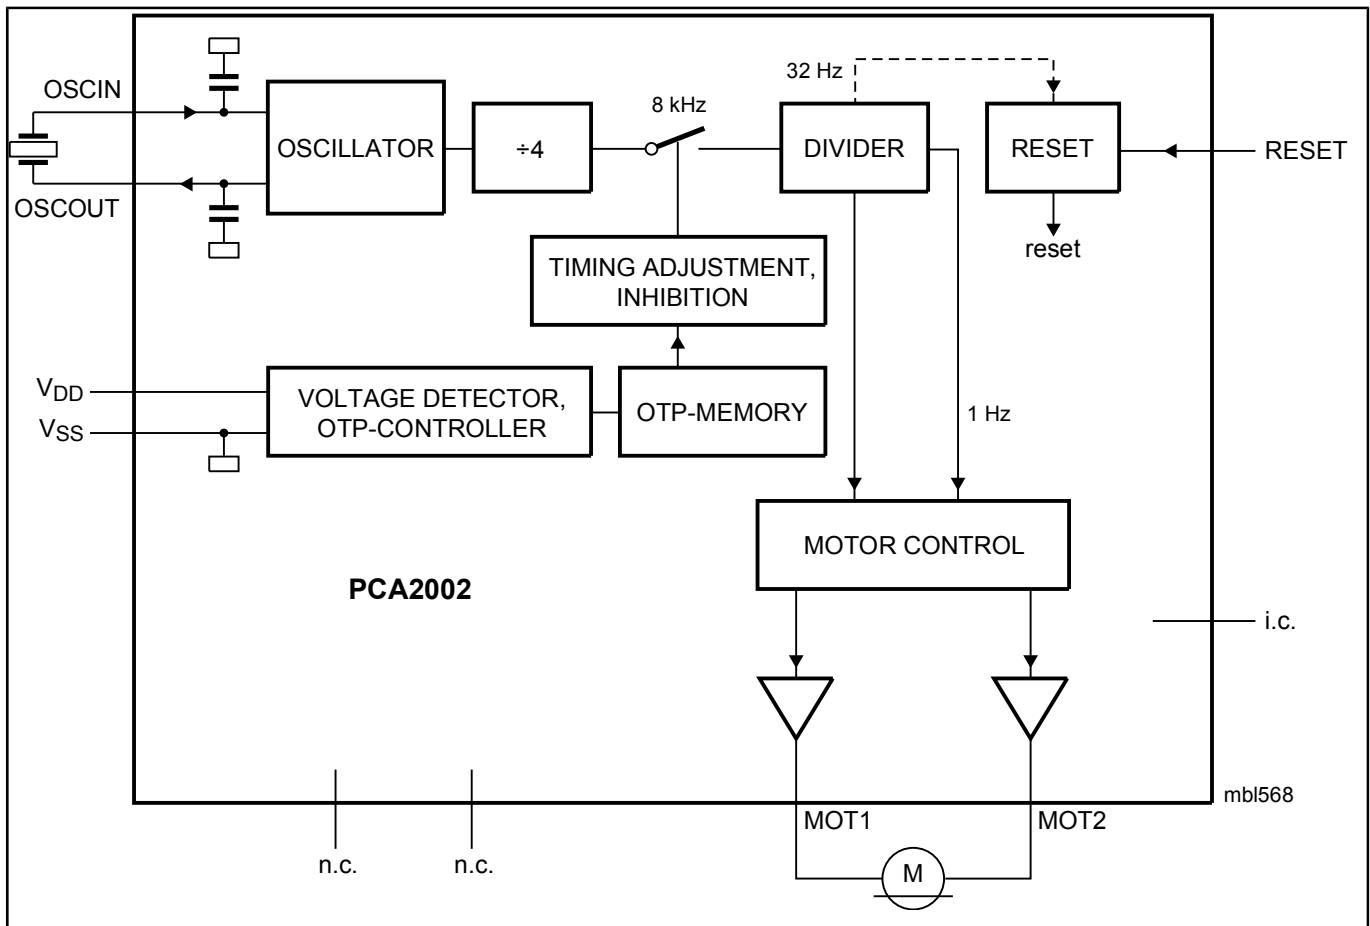 32 Hz
8 kHz
OSCIN
OSCILLATOR
÷4
DIVIDER
RESET
RESET
OSCOUT
reset
TIMING ADJUSTMENT,
INHIBITION
VDD
VSS
VOLTAGE DETECTOR,
OTP-CONTROLLER
OTP-MEMORY
1 Hz
MOTOR CONTROL
PCA2002
i.c.
mbl568
MOT1
MOT2
n.c.
n.c.
M